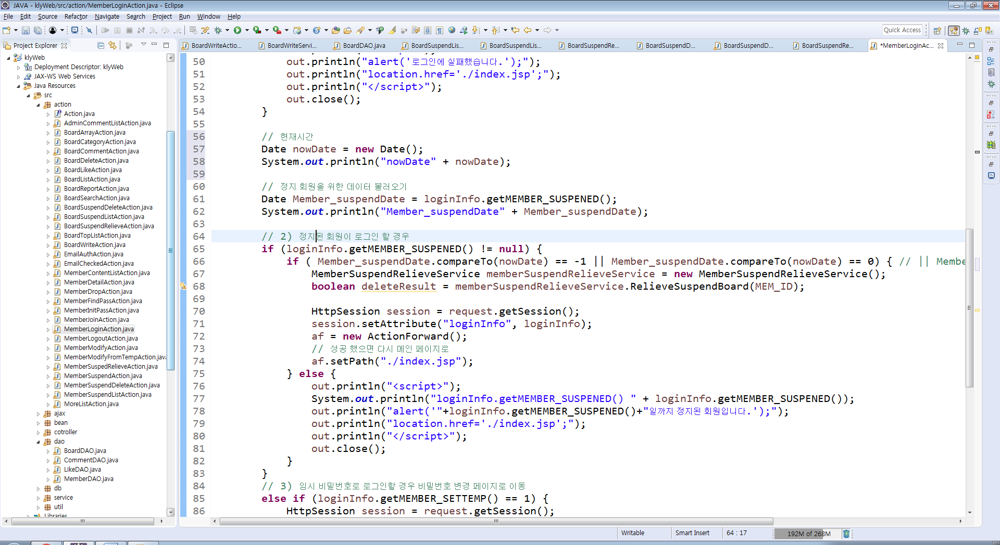 JAVA - klyWeb/src/action/MemberLoginAction.java - Eclipse
File Edit Source Refactor Navigate Search Project Run Window Help
Quick Access
Project Explorer
BoardWriteActio...
BoardWriteServi...
BoardDAO.java
BoardSuspendLis...
BoardSuspendLis...
BoardSuspendRe...
BoardSuspendD...
BoardSuspendD...
BoardSuspendRe...
*MemberLoginAc...
klyWeb
Deployment Descriptor: klyWeb
JAX-WS Web Services
Java Resources
src
action
Action.java
AdminCommentListAction.java
BoardArrayAction.java
BoardCategoryAction.java
BoardCommentAction.java
BoardDeleteAction.java
BoardLikeAction.java
BoardListAction.java
BoardReportAction.java
BoardSearchAction.java
BoardSuspendDeleteAction.java
BoardSuspendListAction.java
BoardSuspendRelieveAction.java
BoardTopListAction.java
BoardWriteAction.java
EmailAuthAction.java
EmailCheckedAction.java
MemberContentListAction.java
MemberDetailAction.java
MemberDropAction.java
MemberFindPassAction.java
MemberInitPassAction.java
MemberJoinAction.java
MemberLoginAction.java
MemberLogoutAction.java
MemberModifyAction.java
MemberModifyFromTempAction.java
MemberSuspedRelieveAction.java
MemberSuspendAction.java
MemberSuspendDeleteAction.java
MemberSuspendListAction.java
MoreListAction.java
ajax
bean
cotroller
dao
BoardDAO.java
CommentDAO.java
LikeDAO.java
MemberDAO.java
db
service
util
Libraries
50 out.println("alert('로그인에 실패했습니다.');");
51 out.println("location.href='./index.jsp';");
52 out.println("</script>");
53 out.close();
54 }
55
56 // 현재시간
57 Date nowDate = new Date();
58 System.out.println("nowDate" + nowDate);
59
60 // 정지 회원을 위한 데이터 불러오기
61 Date Member_suspendDate = loginInfo.getMEMBER_SUSPENED();
62 System.out.println("Member_suspendDate" + Member_suspendDate);
63
64 // 2) 정지된 회원이 로그인 할 경우
65 if (loginInfo.getMEMBER_SUSPENED() != null) {
66 if ( Member_suspendDate.compareTo(nowDate) == -1 || Member_suspendDate.compareTo(nowDate) == 0) { // || Membe
67 MemberSuspendRelieveService memberSuspendRelieveService = new MemberSuspendRelieveService();
68 boolean deleteResult = memberSuspendRelieveService.RelieveSuspendBoard(MEM_ID);
69
70 HttpSession session = request.getSession();
71 session.setAttribute("loginInfo", loginInfo);
72 af = new ActionForward();
73 // 성공 했으면 다시 메인 페이지로
74 af.setPath("./index.jsp");
75 } else {
76 out.println("<script>");
77 System.out.println("loginInfo.getMEMBER_SUSPENED() " + loginInfo.getMEMBER_SUSPENED());
78 out.println("alert('"+loginInfo.getMEMBER_SUSPENED()+"일까지 정지된 회원입니다.');");
79 out.println("location.href='./index.jsp';");
80 out.println("</script>");
81 out.close();
82 }
83 }
84 // 3) 임시 비밀번호로 로그인할 경우 비밀번호 변경 페이지로 이동
85 else if (loginInfo.getMEMBER_SETTEMP() == 1) {
86 HttpSession session = request.getSession();
Writable
Smart Insert
64 : 17
192M of 268M